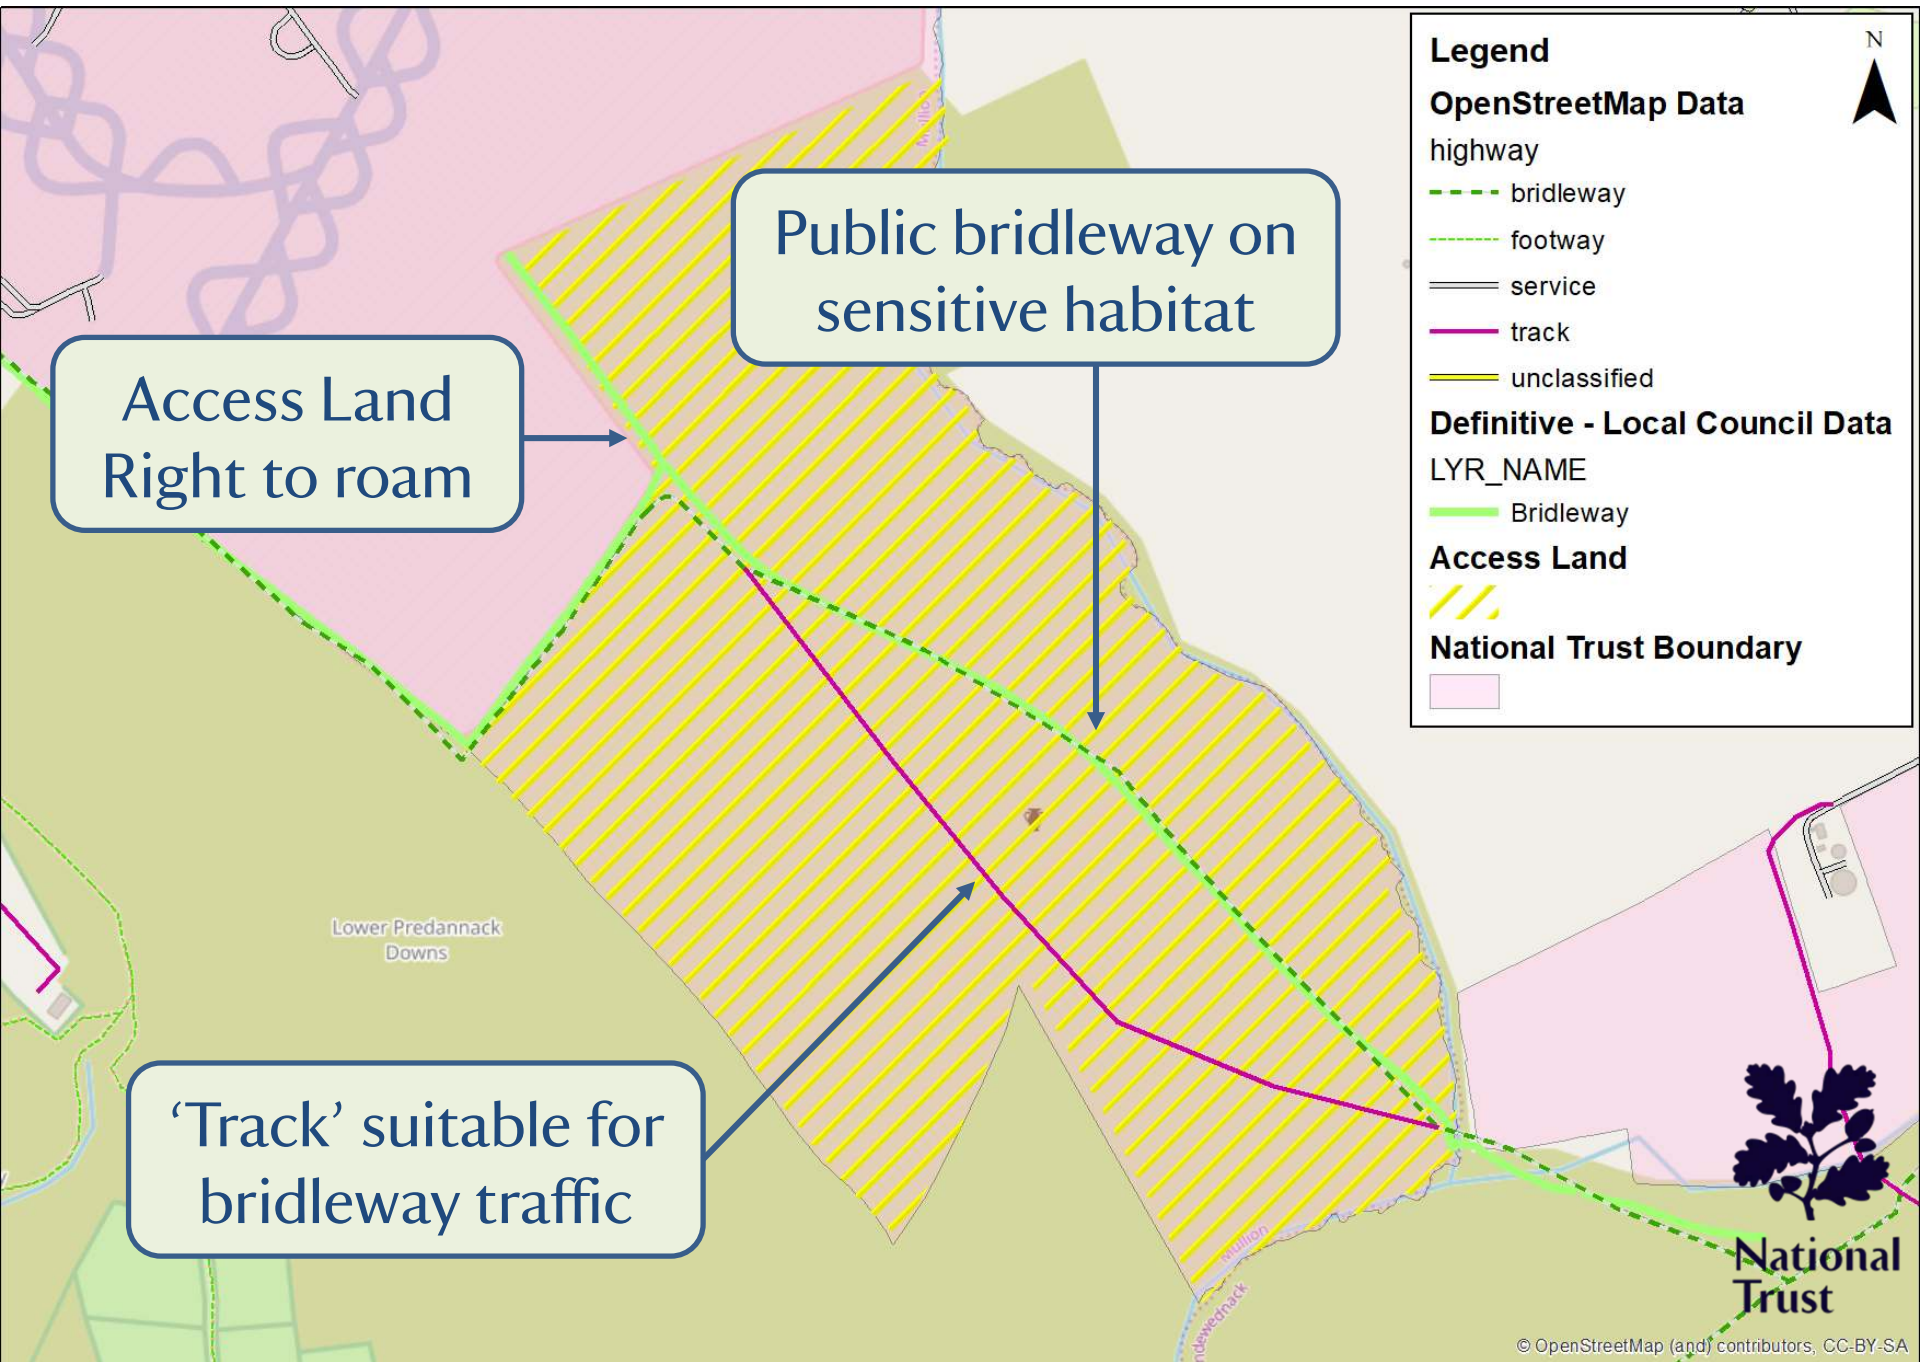 Legend
N
OpenStreetMap Data
highway
bridleway
footway
service
track
unclassified
Definitive - Local Council Data
LYR_NAME
Bridleway
Access Land
National Trust Boundary
Public bridleway on
sensitive habitat
Access Land
Right to roam
Lower Predannack
Downs
‘Track’ suitable for
bridleway traffic
Mullion
National
Trust
© OpenStreetMap (and) contributors, CC-BY-SA